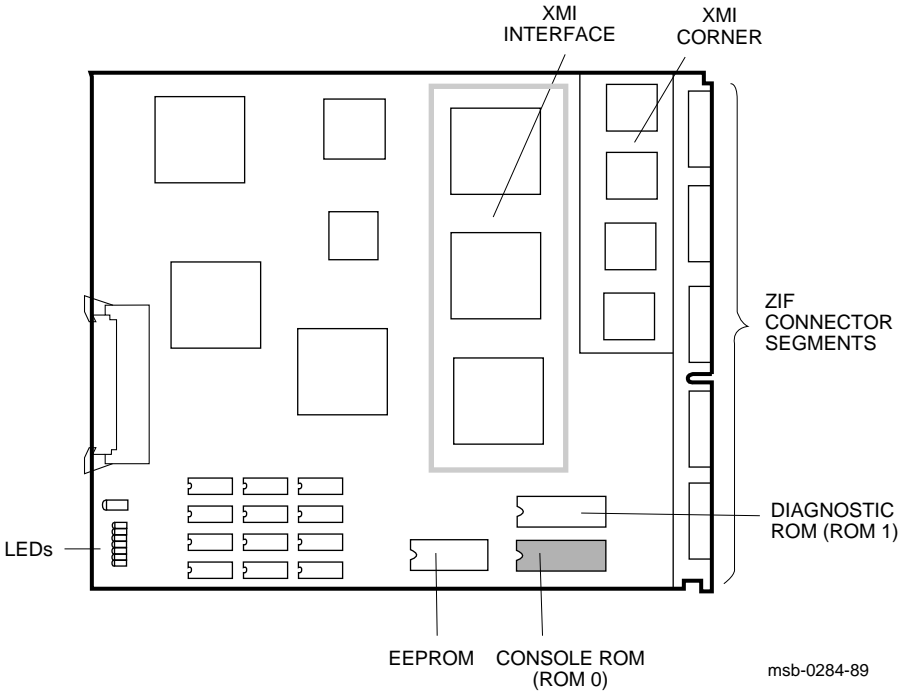 XMI
INTERFACE
XMI
CORNER
ZIF
CONNECTOR
SEGMENTS
DIAGNOSTIC
ROM (ROM 1)
LEDs
EEPROM
CONSOLE ROM
(ROM 0)
msb-0284-89